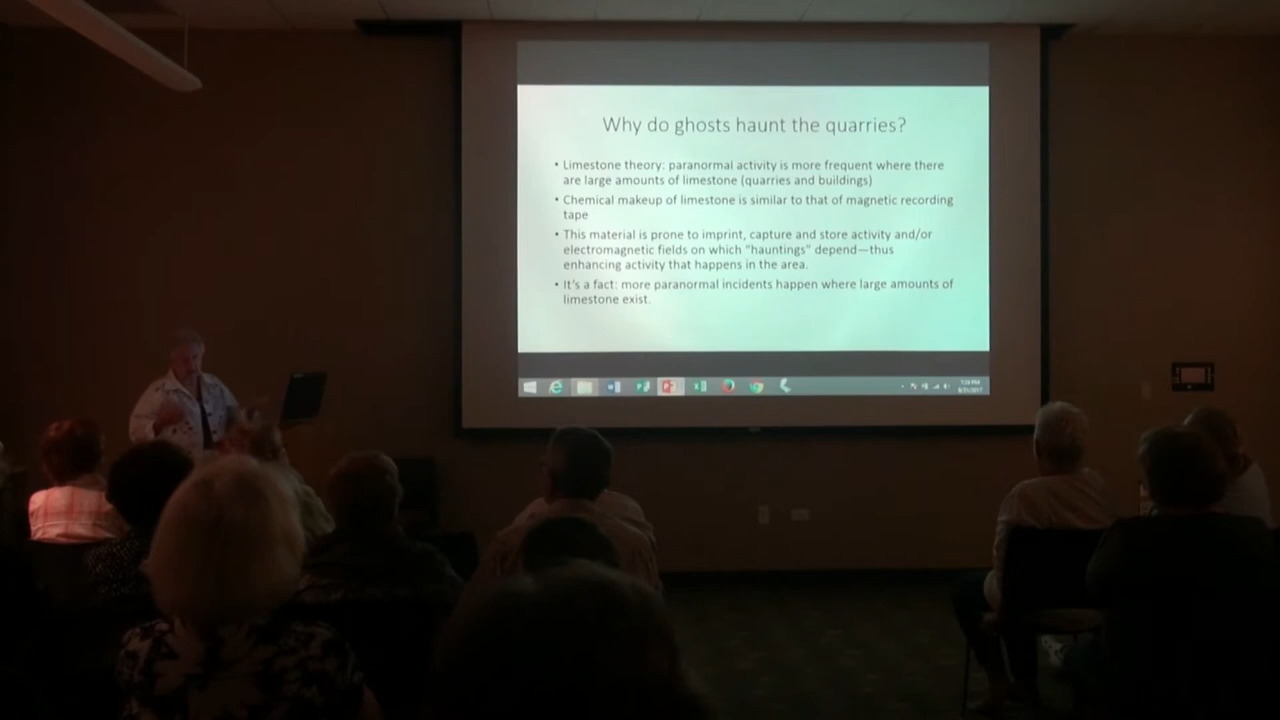 Why do ghosts haunt the quarries?
• Limestone theory: paranormal activity is more frequent where there
are large amounts of limestone (quarries and buildings)
• Chemical makeup of limestone is similar to that of magnetic recording
tape
• This material is prone to imprint, capture and store activity and/or
electromagnetic fields on which "hauntings" depend—thus
enhancing activity that happens in the area.
• It's a fact: more paranormal incidents happen where large amounts of
limestone exist.